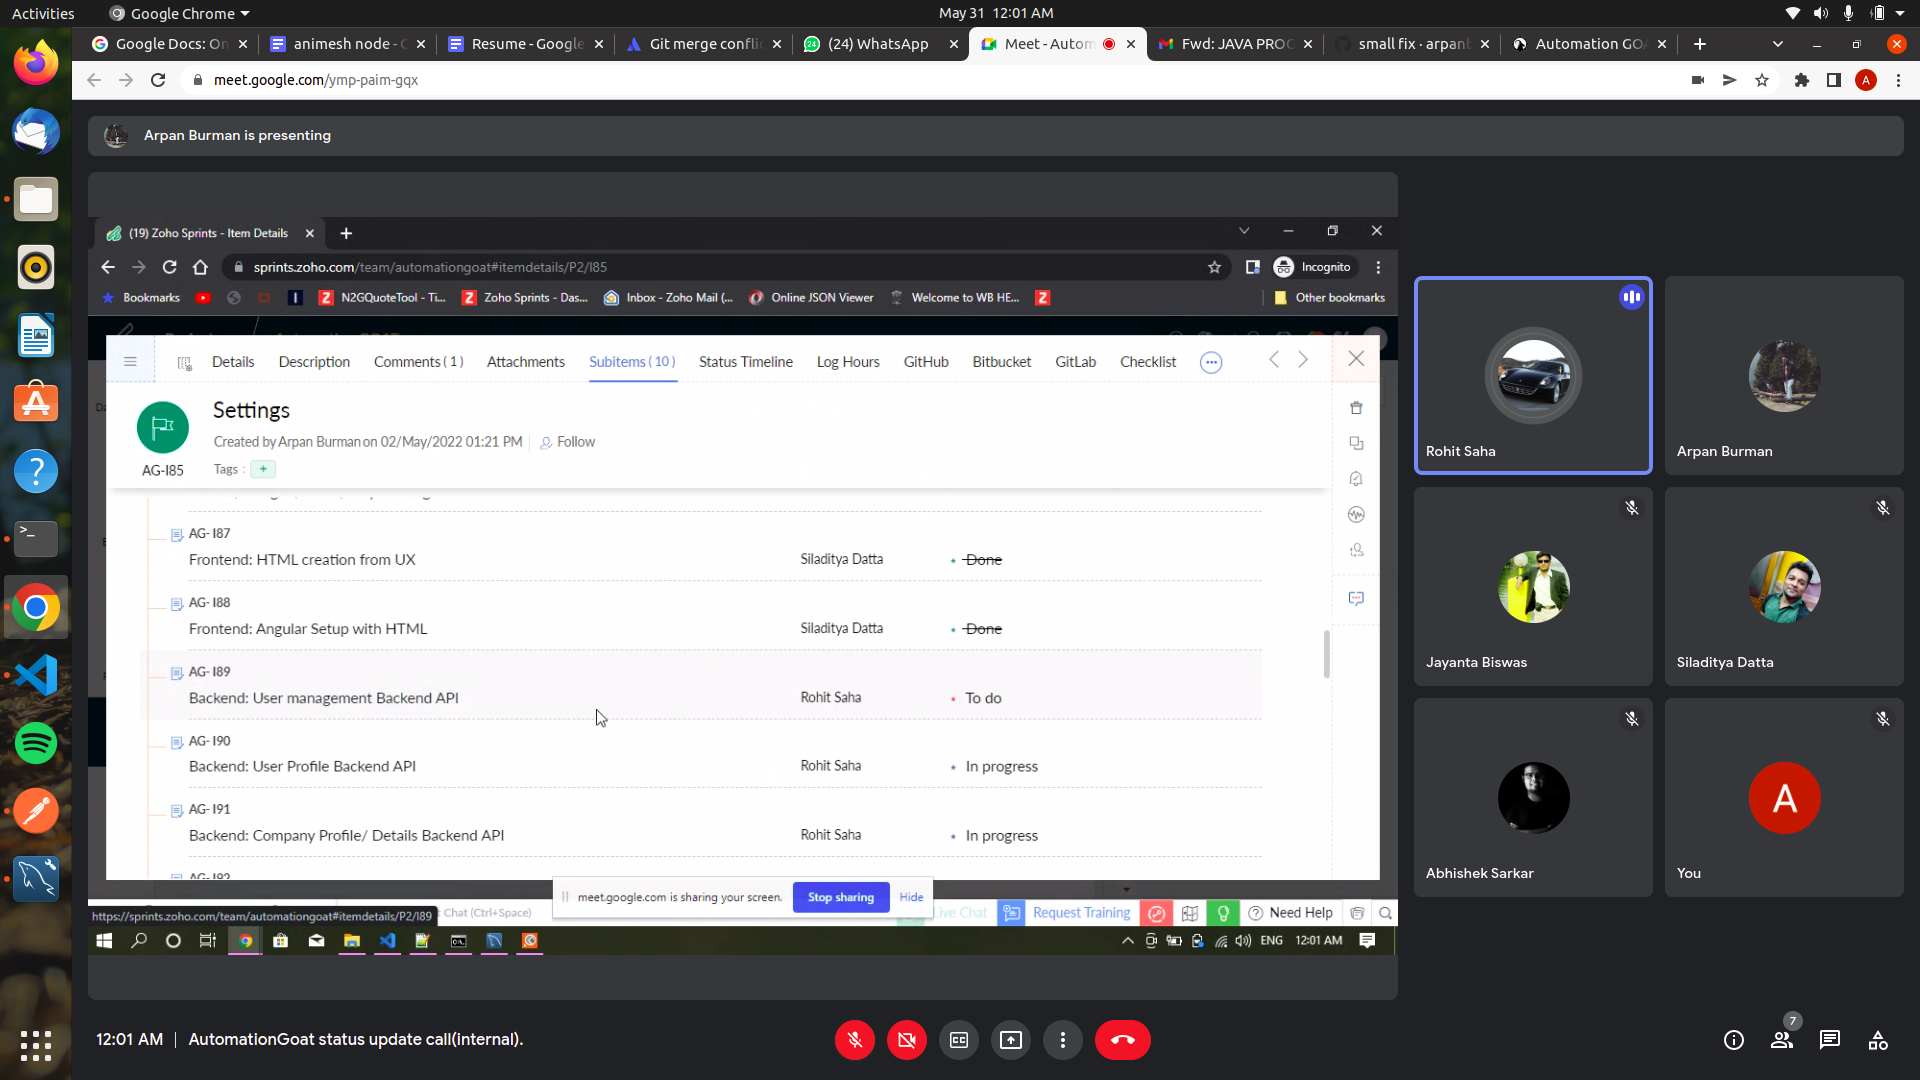 Activities
Google Chrome
May 31 12:01 AM
Google Docs: On
animesh node - G
Resume - Google
Git merge conflic
(24) WhatsApp
Meet - Autom
Fwd: JAVA PROG
small fix · arpanb
Automation GOA
meet.google.com/ymp-paim-gqx
A
Arpan Burman is presenting
(19) Zoho Sprints - Item Details
sprints.zoho.com/team/automationgoat#itemdetails/P2/I85
Incognito
Bookmarks
N2GQuoteTool - Ti...
Zoho Sprints - Das...
Inbox - Zoho Mail (...
Online JSON Viewer
Welcome to WB HE...
Other bookmarks
Details
Description
Comments ( 1 )
Attachments
Subitems ( 10 )
Status Timeline
Log Hours
GitHub
Bitbucket
GitLab
Checklist
Settings
Created by Arpan Burman on 02/May/2022 01:21 PM
Follow
AG-I85
Tags : +
AG- I87
Frontend: HTML creation from UX
Siladitya Datta
Done
AG- I88
Frontend: Angular Setup with HTML
Siladitya Datta
Done
AG- I89
Backend: User management Backend API
Rohit Saha
To do
AG- I90
Backend: User Profile Backend API
Rohit Saha
In progress
AG- I91
Backend: Company Profile/ Details Backend API
Rohit Saha
In progress
AG- I92
meet.google.com is sharing your screen.
Stop sharing
Hide
https://sprints.zoho.com/team/automationgoat#itemdetails/P2/I89
Chat (Ctrl+Space)
Live Chat
Request Training
Need Help
ENG
12:01 AM
Rohit Saha
Arpan Burman
Jayanta Biswas
Siladitya Datta
Abhishek Sarkar
A
You
12:01 AM
AutomationGoat status update call(internal).
7